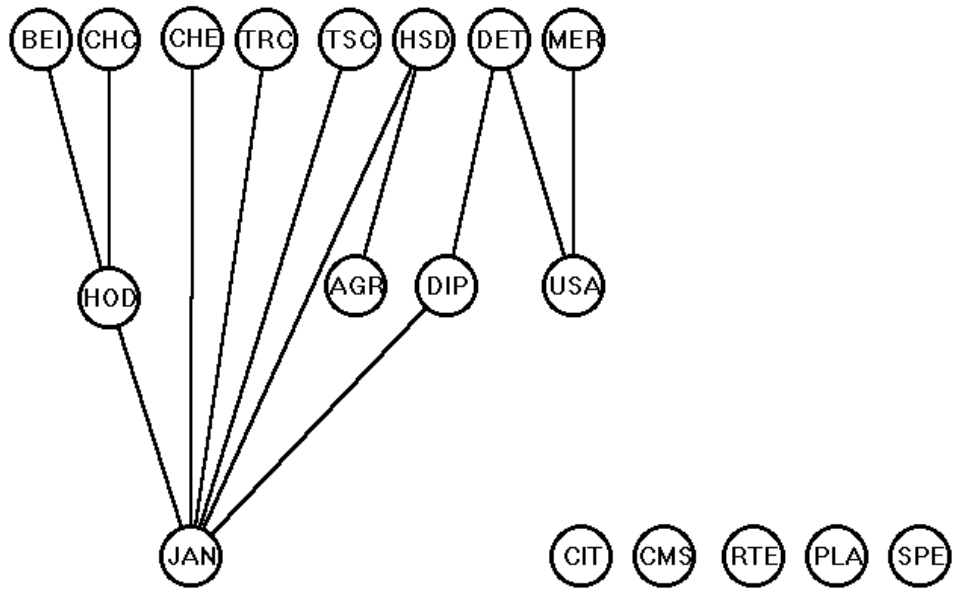 BEI CHC CHE TRC TSC HSD DET MER
HOD AGR DIP USA
JAN CIT CMS RTE PLA SPE